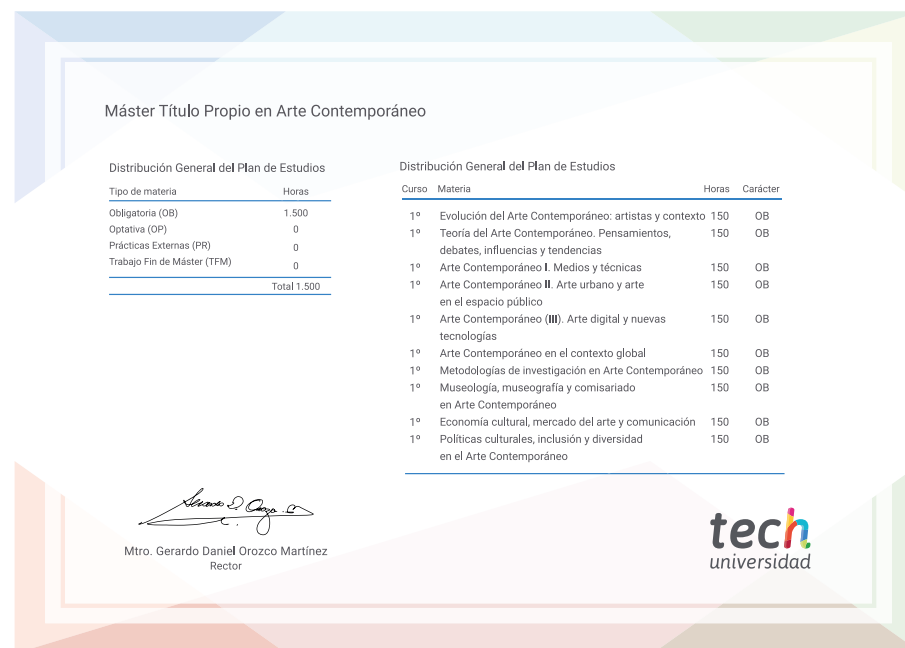 Máster Título Propio en Arte Contemporáneo
Distribución General del Plan de Estudios
Tipo de materia Horas
Obligatoria (OB) 1.500
Optativa (OP) 0
Prácticas Externas (PR) 0
Trabajo Fin de Máster (TFM) 0
Total 1.500
Distribución General del Plan de Estudios
Curso Materia Horas Carácter
1º Evolución del Arte Contemporáneo: artistas y contexto 150 OB
1º Teoría del Arte Contemporáneo. Pensamientos, 150 OB
debates, influencias y tendencias
1º Arte Contemporáneo I. Medios y técnicas 150 OB
1º Arte Contemporáneo II. Arte urbano y arte 150 OB
en el espacio público
1º Arte Contemporáneo (III). Arte digital y nuevas 150 OB
tecnologías
1º Arte Contemporáneo en el contexto global 150 OB
1º Metodologías de investigación en Arte Contemporáneo 150 OB
1º Museología, museografía y comisariado 150 OB
en Arte Contemporáneo
1º Economía cultural, mercado del arte y comunicación 150 OB
1º Políticas culturales, inclusión y diversidad 150 OB
en el Arte Contemporáneo
Mtro. Gerardo Daniel Orozco Martínez
Rector
tech
universidad